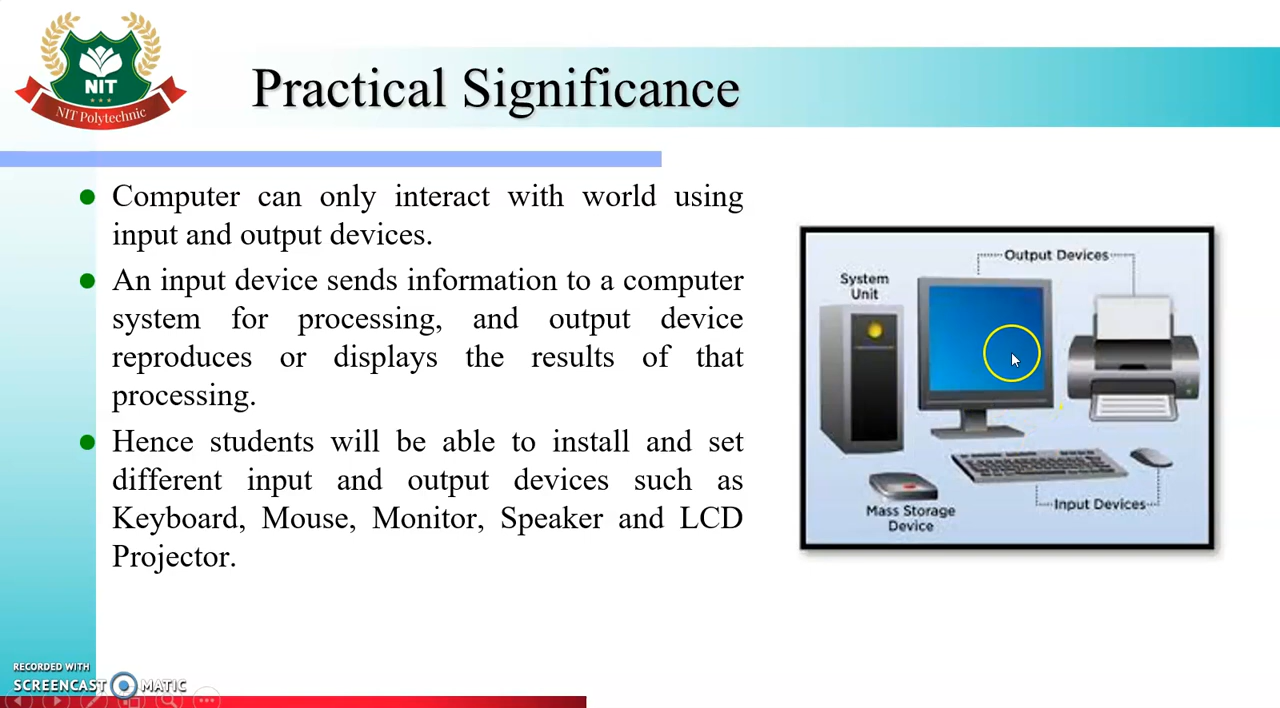 NIT
NIT Polytechnic
Practical Significance
Computer can only interact with world using
input and output devices.
An input device sends information to a computer
system for processing, and output device
reproduces or displays the results of that
processing.
Hence students will be able to install and set
different input and output devices such as
Keyboard, Mouse, Monitor, Speaker and LCD
Projector.
Output Devices
System
Unit
Mass Storage
Device
Input Devices
RECORDED WITH
SCREENCAST MATIC